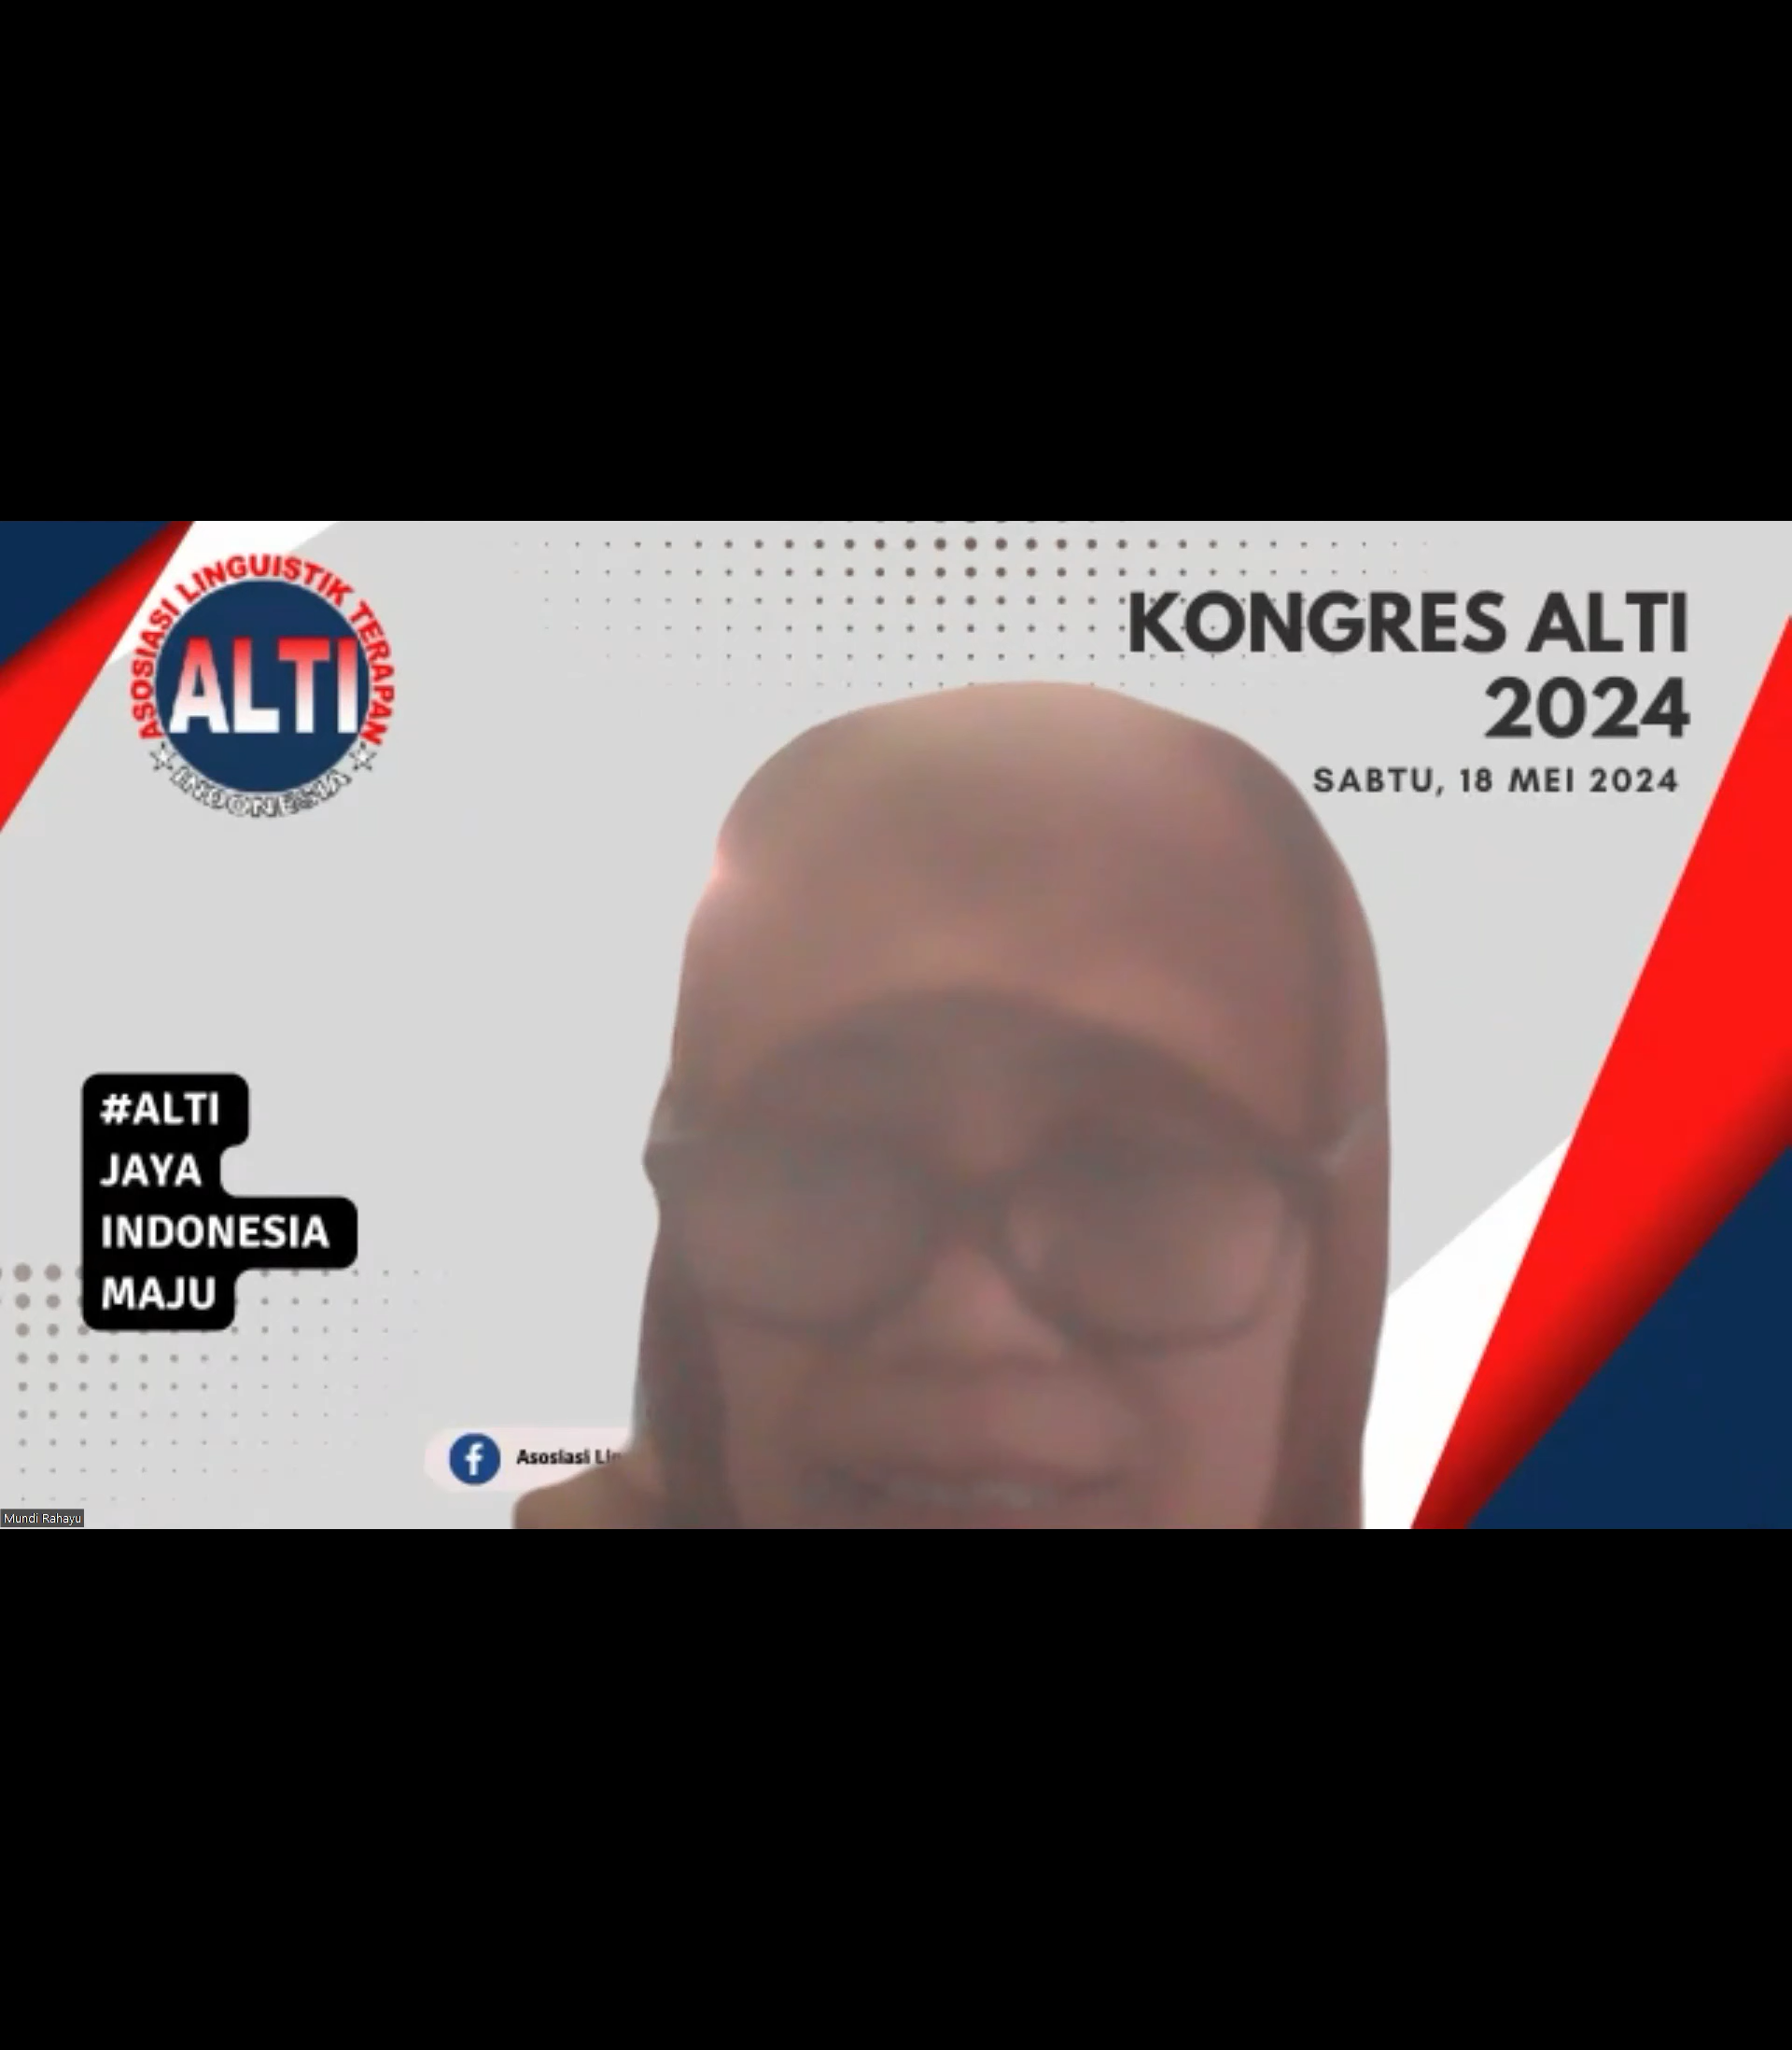 ASOSIASI LINGUISTIK TERAPAN
ALTI
INDONESIA
KONGRES ALTI
2024
SABTU, 18 MEI 2024
#ALTI
JAYA
INDONESIA
MAJU
Asosiasi
Mundi Rahayu